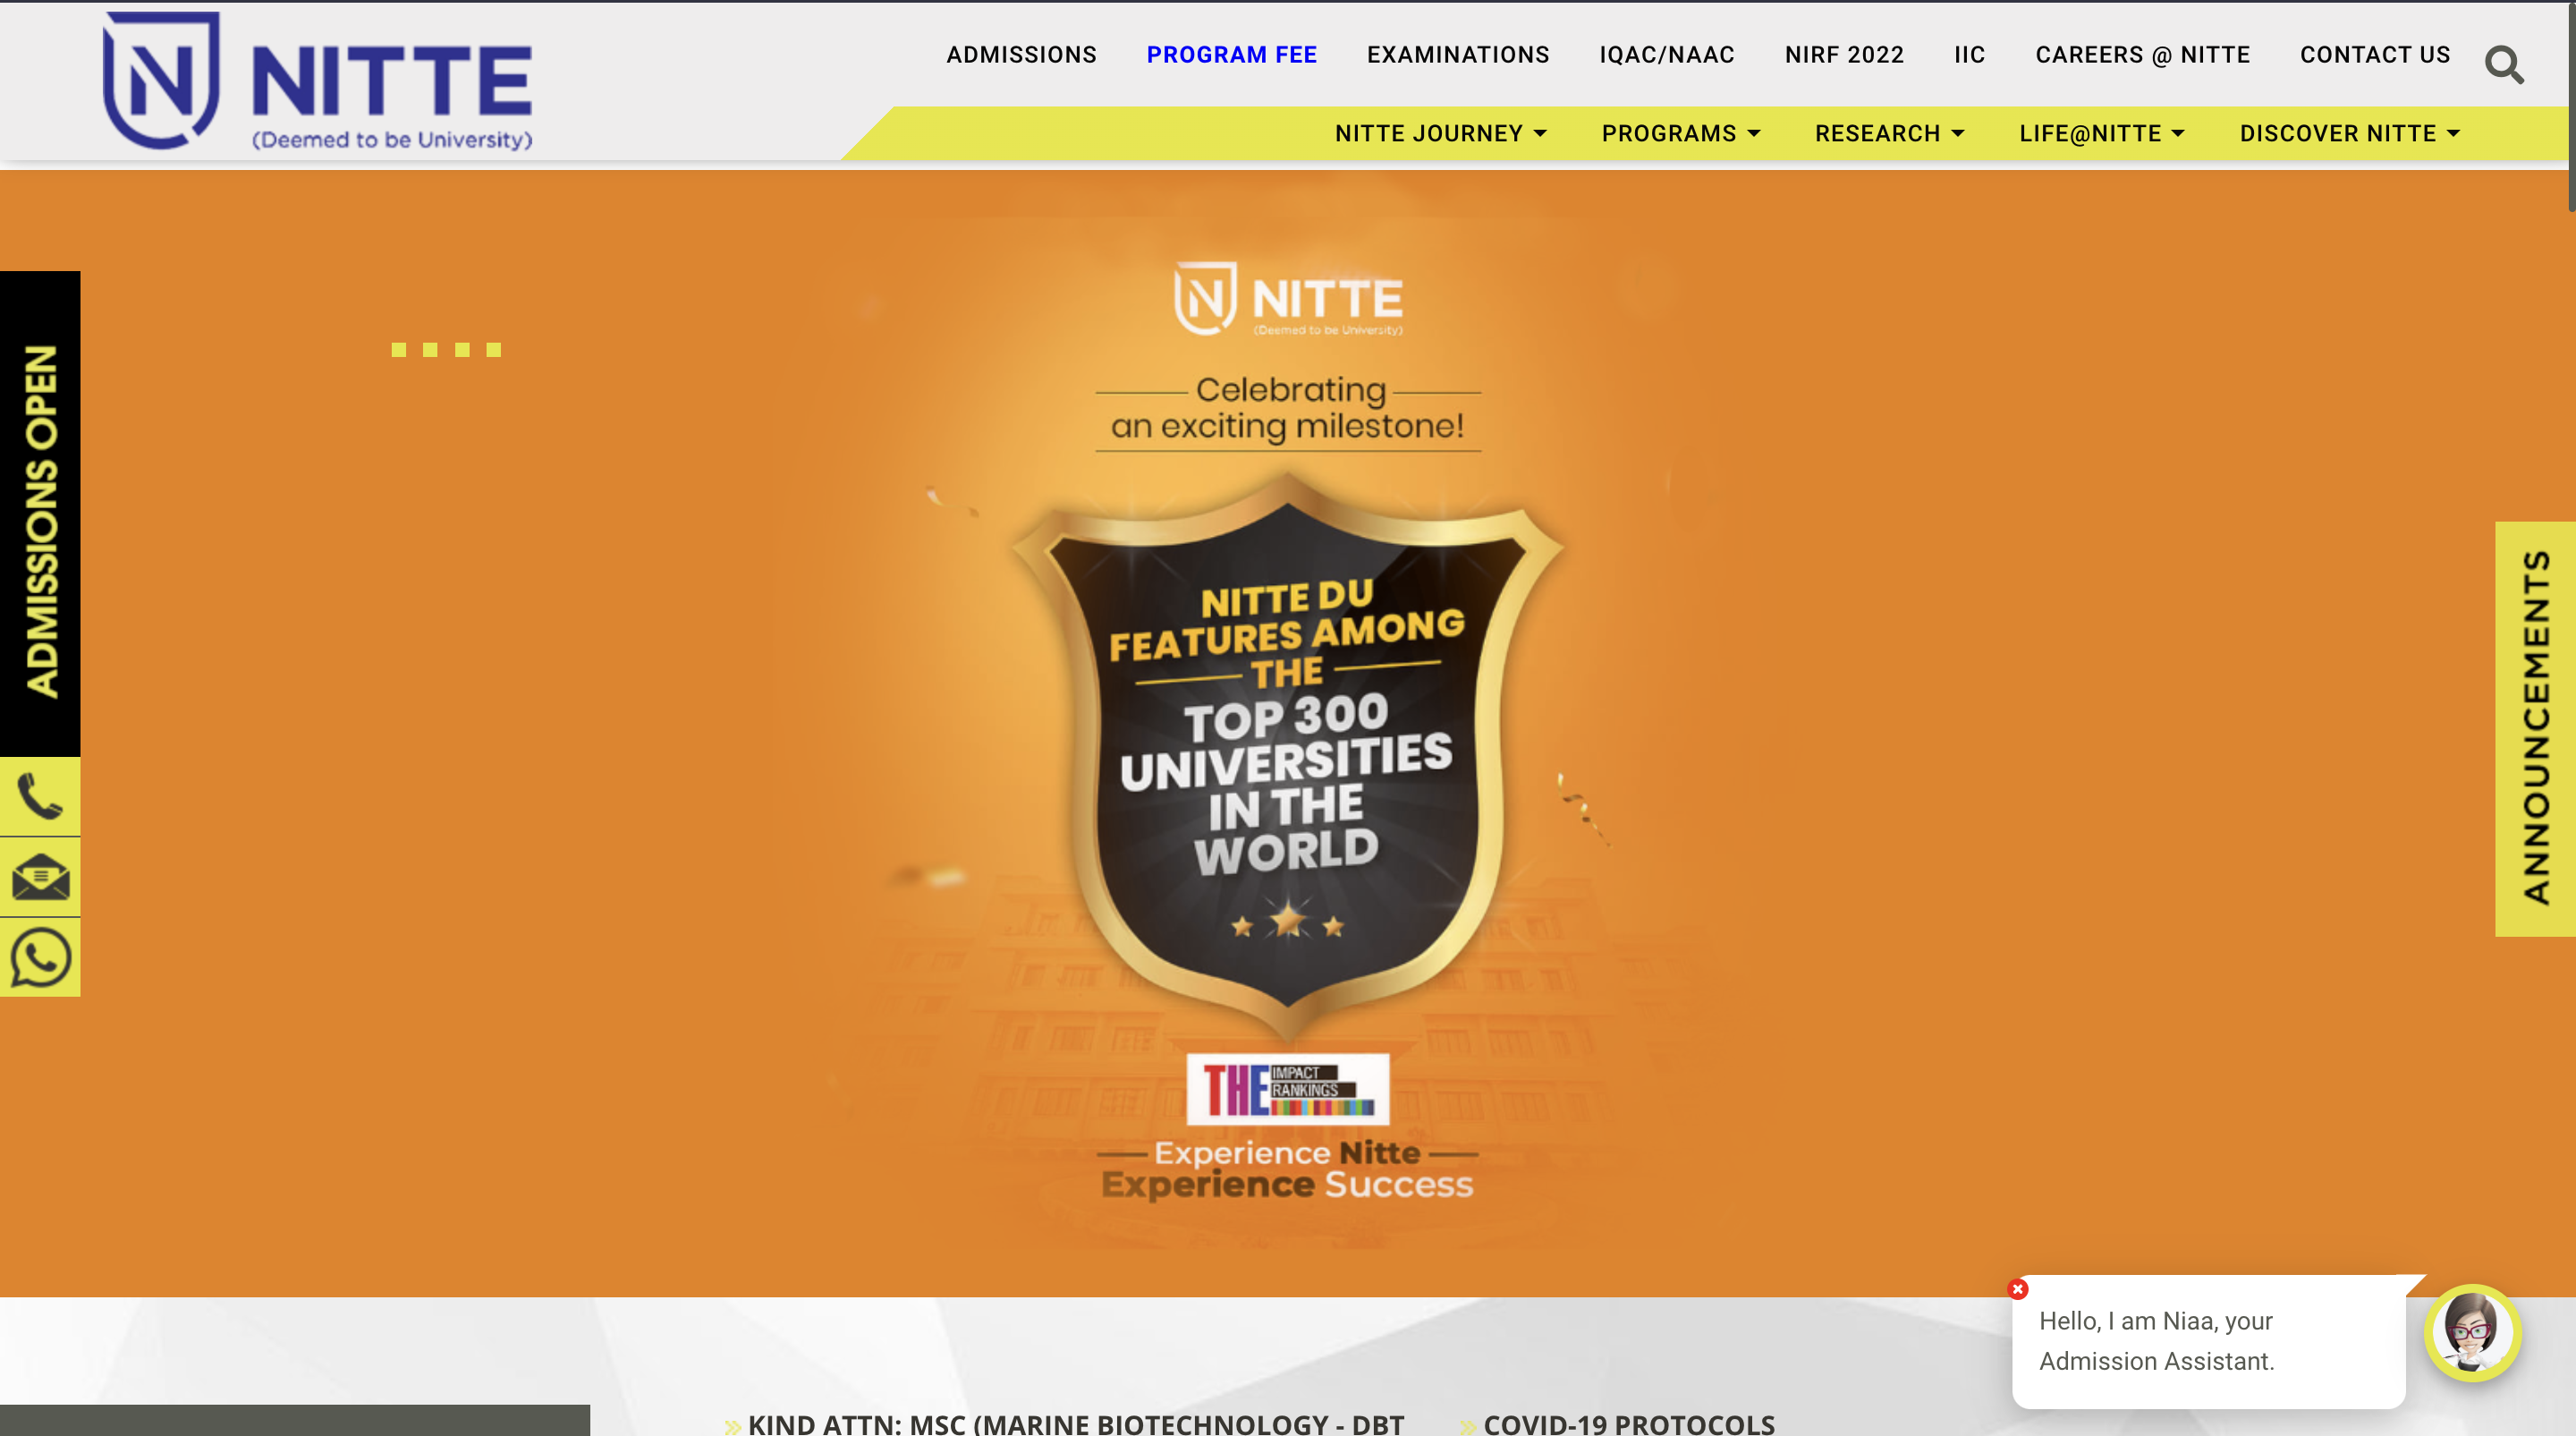 NITTE
(Deemed to be University)
ADMISSIONS PROGRAM FEE EXAMINATIONS IQAC/NAAC NIRF 2022 IIC CAREERS @ NITTE CONTACT US
NITTE JOURNEY PROGRAMS RESEARCH LIFE@NITTE DISCOVER NITTE
ADMISSIONS OPEN
NITTE
(Deemed to be University)
Celebrating
an exciting milestone!
NITTE DU
FEATURES AMONG
THE
TOP 300
UNIVERSITIES
IN THE
WORLD
THE IMPACT
RANKINGS
Experience Nitte
Experience Success
ANNOUNCEMENTS
Hello, I am Niaa, your
Admission Assistant.
KIND ATTN: MSC (MARINE BIOTECHNOLOGY - DBT
COVID-19 PROTOCOLS